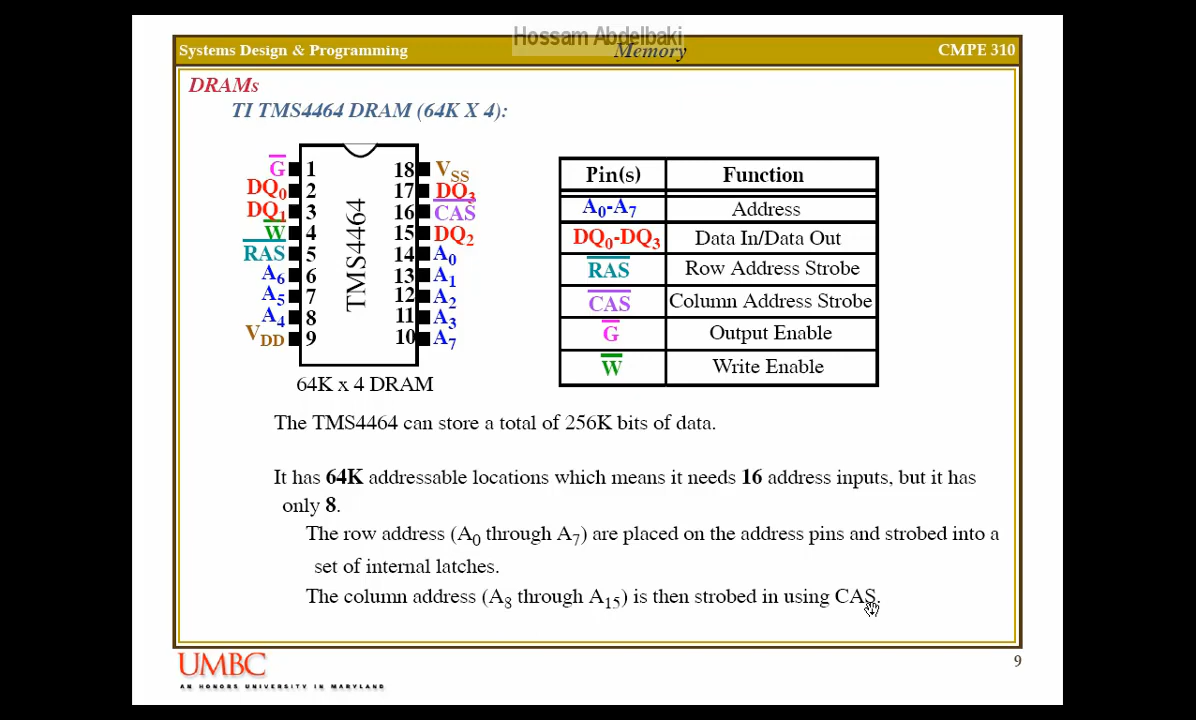 Hossam Abdelbaki
Systems Design & Programming Memory CMPE 310
DRAMs
TI TMS4464 DRAM (64K X 4):
G 1 18 VSS
DQ0 2 17 DQ3
DQ1 3 16 CAS
W 4 15 DQ2
RAS 5 14 A0
A6 6 13 A1
A5 7 12 A2
A4 8 11 A3
VDD 9 10 A7
TMS4464
64K x 4 DRAM
Pin(s) Function
A0-A7 Address
DQ0-DQ3 Data In/Data Out
RAS Row Address Strobe
CAS Column Address Strobe
G Output Enable
W Write Enable
The TMS4464 can store a total of 256K bits of data.
It has 64K addressable locations which means it needs 16 address inputs, but it has
only 8.
The row address (A0 through A7) are placed on the address pins and strobed into a
set of internal latches.
The column address (A8 through A15) is then strobed in using CAS.
UMBC
AN HONORS UNIVERSITY IN MARYLAND
9